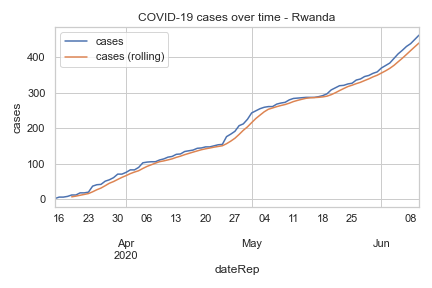 COVID-19 cases over time - Rwanda
cases
cases (rolling)
400
300
200
100
0
cases
16 23 30 06 13 20 27 04 11 18 25 08
Apr May Jun
2020
dateRep